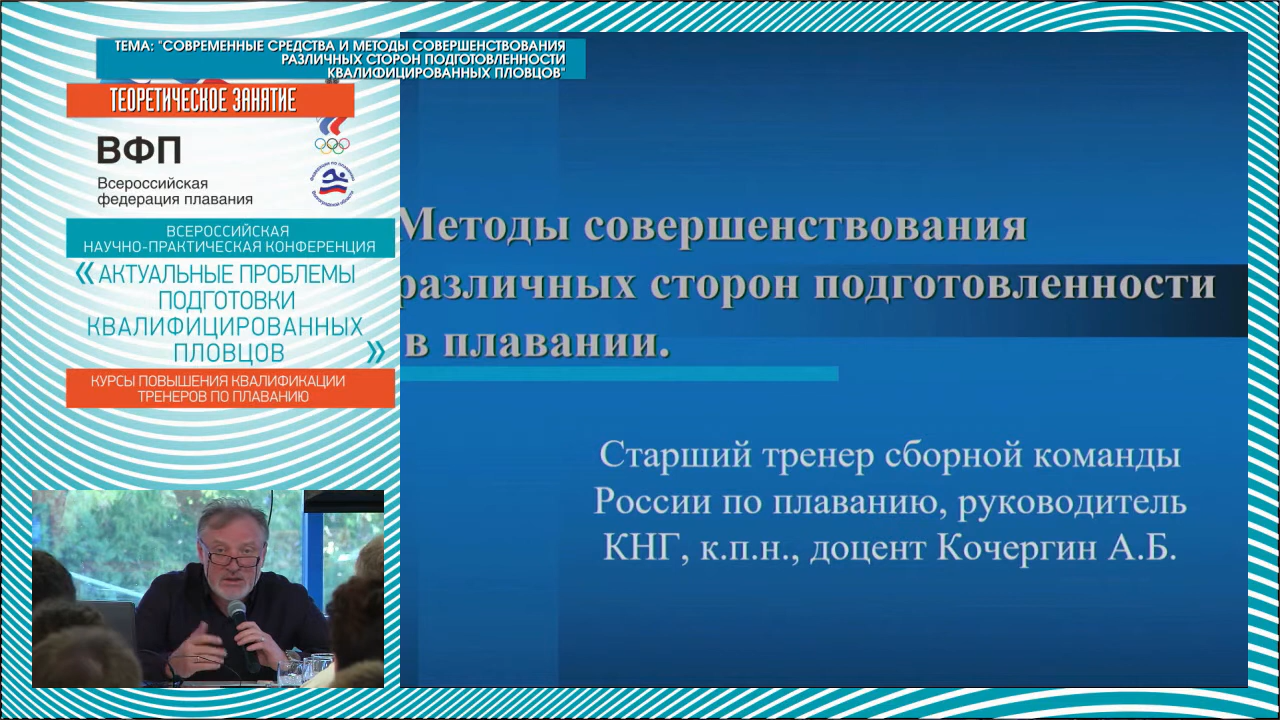 ТЕМА: "СОВРЕМЕННЫЕ СРЕДСТВА И МЕТОДЫ СОВЕРШЕНСТВОВАНИЯ
РАЗЛИЧНЫХ СТОРОН ПОДГОТОВЛЕННОСТИ
КВАЛИФИЦИРОВАННЫХ ПЛОВЦОВ"
ТЕОРЕТИЧЕСКОЕ ЗАНЯТИЕ
ВФП
Всероссийская
федерация плавания
ВСЕРОССИЙСКАЯ
НАУЧНО-ПРАКТИЧЕСКАЯ КОНФЕРЕНЦИЯ
«АКТУАЛЬНЫЕ ПРОБЛЕМЫ
ПОДГОТОВКИ
КВАЛИФИЦИРОВАННЫХ
ПЛОВЦОВ»
КУРСЫ ПОВЫШЕНИЯ КВАЛИФИКАЦИИ
ТРЕНЕРОВ ПО ПЛАВАНИЮ
Методы совершенствования
различных сторон подготовленности
в плавании.
Старший тренер сборной команды
России по плаванию, руководитель
КНГ, к.п.н., доцент Кочергин А.Б.